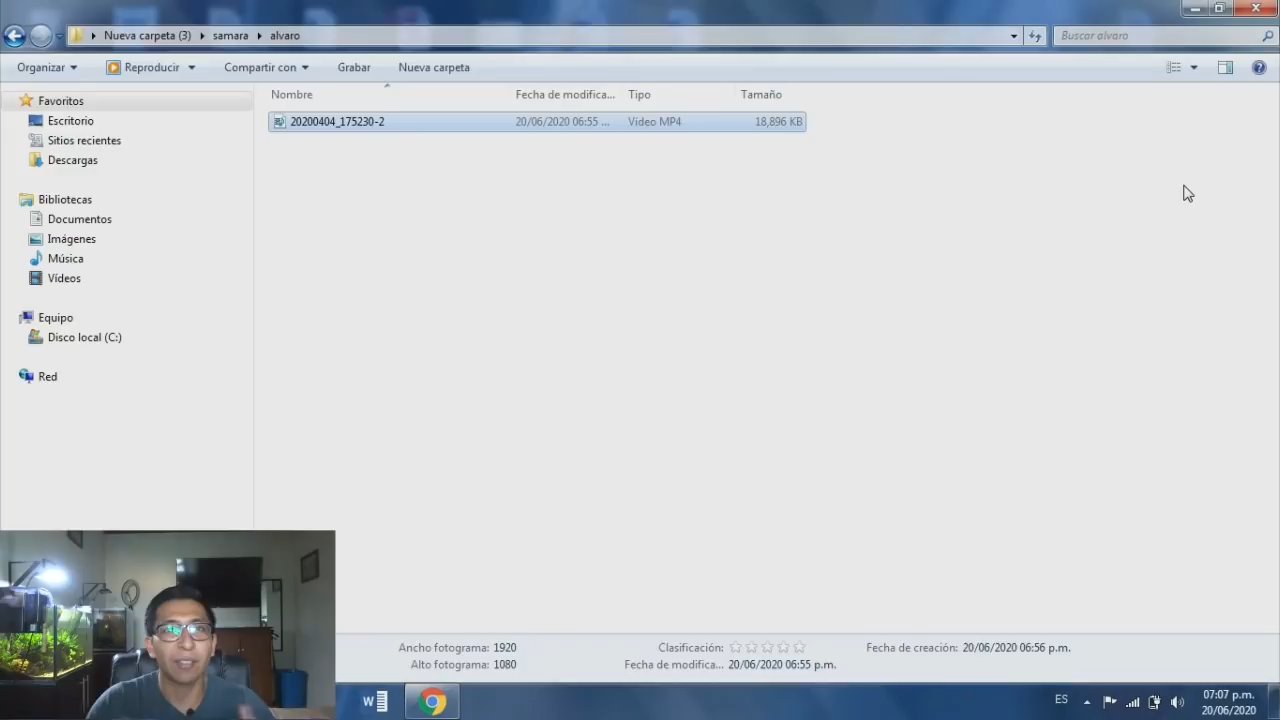 Nueva carpeta (3) samara alvaro Buscar alvaro
Organizar Reproducir Compartir con Grabar Nueva carpeta
Favoritos
Escritorio
Sitios recientes
Descargas
Bibliotecas
Documentos
Imágenes
Música
Vídeos
Equipo
Disco local (C:)
Red
Nombre Fecha de modifica... Tipo Tamaño
20200404_175230-2 20/06/2020 06:55 ... Video MP4 18,896 KB
Ancho fotograma: 1920 Clasificación: Fecha de creación: 20/06/2020 06:56 p.m.
Alto fotograma: 1080 Fecha de modifica... 20/06/2020 06:55 p.m.
W ES 07:07 p.m.
20/06/2020